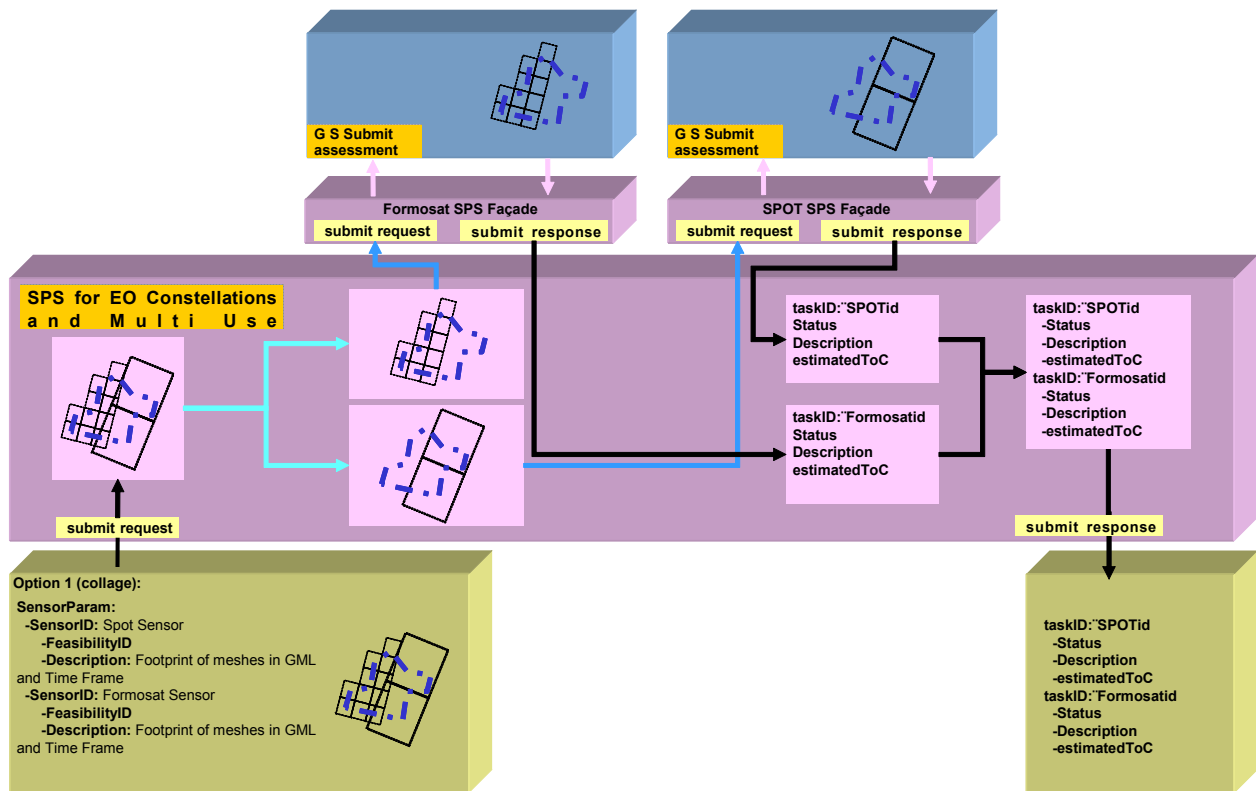 G S Submit
assessment
G S Submit
assessment
Formosat SPS Façade
submit request
submit response
SPOT SPS Façade
submit request
submit response
SPS for EO Constellations
and Multi Use
taskID:¨SPOTid
Status
Description
estimatedToC
taskID:¨Formosatid
Status
Description
estimatedToC
taskID:¨SPOTid
-Status
-Description
-estimatedToC
taskID:¨Formosatid
-Status
-Description
-estimatedToC
submit request
submit response
Option 1 (collage):
SensorParam:
-SensorID: Spot Sensor
-FeasibilityID
-Description: Footprint of meshes in GML
and Time Frame
-SensorID: Formosat Sensor
-FeasibilityID
-Description: Footprint of meshes in GML
and Time Frame
taskID:¨SPOTid
-Status
-Description
-estimatedToC
taskID:¨Formosatid
-Status
-Description
-estimatedToC